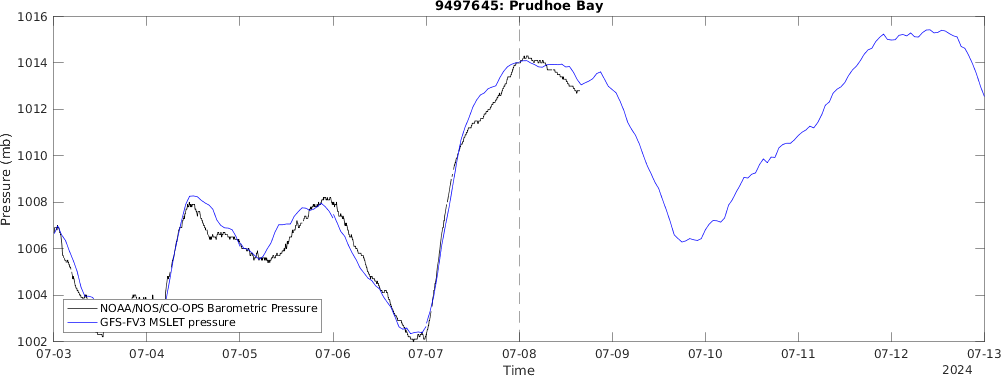 9497645: Prudhoe Bay
1016
1014
1012
1010
1008
1006
1004
1002
Pressure (mb)
NOAA/NOS/CO-OPS Barometric Pressure
GFS-FV3 MSLET pressure
07-03 07-04 07-05 07-06 07-07 07-08 07-09 07-10 07-11 07-12 07-13
Time
2024